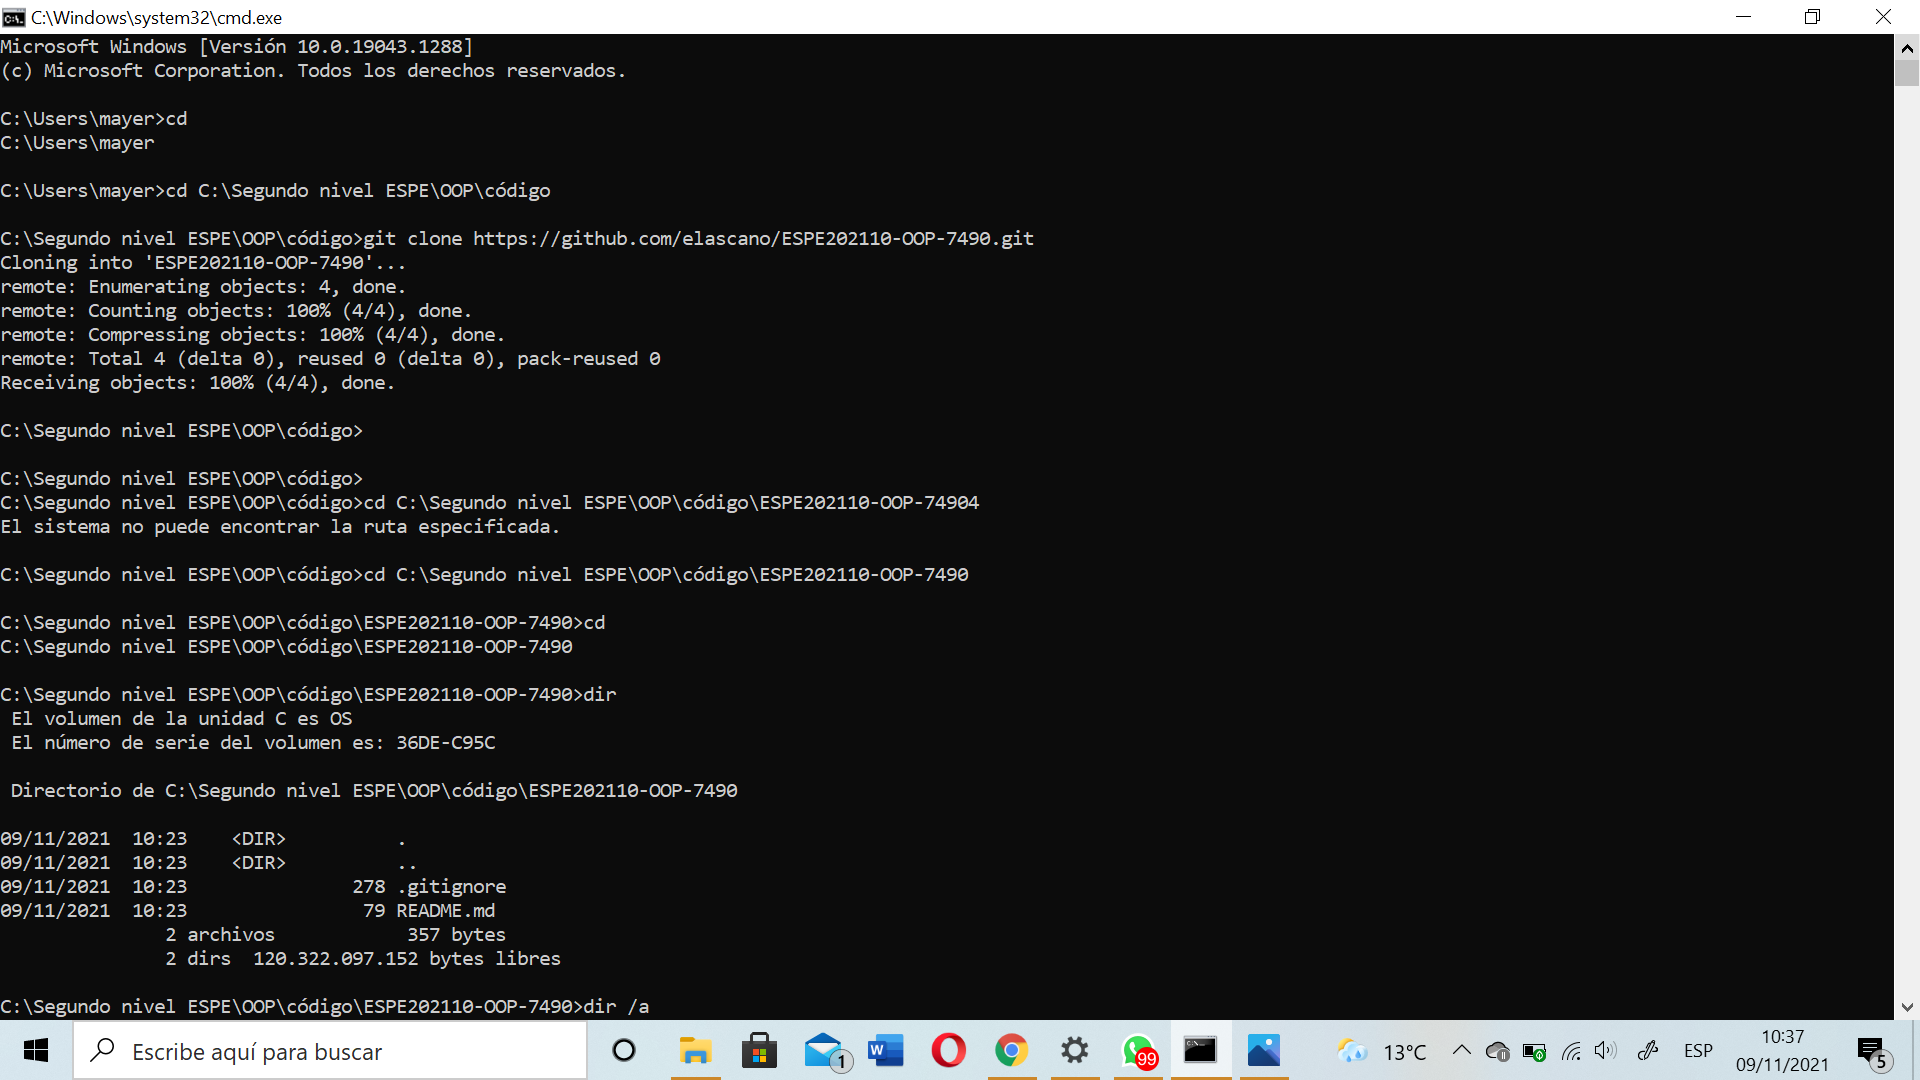 C:\Windows\system32\cmd.exe
Microsoft Windows [Versión 10.0.19043.1288]
(c) Microsoft Corporation. Todos los derechos reservados.
C:\Users\mayer>cd
C:\Users\mayer
C:\Users\mayer>cd C:\Segundo nivel ESPE\OOP\código
C:\Segundo nivel ESPE\OOP\código>git clone https://github.com/elascano/ESPE202110-OOP-7490.git
Cloning into 'ESPE202110-OOP-7490'...
remote: Enumerating objects: 4, done.
remote: Counting objects: 100% (4/4), done.
remote: Compressing objects: 100% (4/4), done.
remote: Total 4 (delta 0), reused 0 (delta 0), pack-reused 0
Receiving objects: 100% (4/4), done.
C:\Segundo nivel ESPE\OOP\código>
C:\Segundo nivel ESPE\OOP\código>
C:\Segundo nivel ESPE\OOP\código>cd C:\Segundo nivel ESPE\OOP\código\ESPE202110-OOP-74904
El sistema no puede encontrar la ruta especificada.
C:\Segundo nivel ESPE\OOP\código>cd C:\Segundo nivel ESPE\OOP\código\ESPE202110-OOP-7490
C:\Segundo nivel ESPE\OOP\código\ESPE202110-OOP-7490>cd
C:\Segundo nivel ESPE\OOP\código\ESPE202110-OOP-7490
C:\Segundo nivel ESPE\OOP\código\ESPE202110-OOP-7490>dir
El volumen de la unidad C es OS
El número de serie del volumen es: 36DE-C95C
Directorio de C:\Segundo nivel ESPE\OOP\código\ESPE202110-OOP-7490
09/11/2021  10:23    <DIR>          .
09/11/2021  10:23    <DIR>          ..
09/11/2021  10:23               278 .gitignore
09/11/2021  10:23                79 README.md
2 archivos            357 bytes
2 dirs  120.322.097.152 bytes libres
C:\Segundo nivel ESPE\OOP\código\ESPE202110-OOP-7490>dir /a
Escribe aquí para buscar
1
W
99
13°C
ESP
10:37
09/11/2021
5